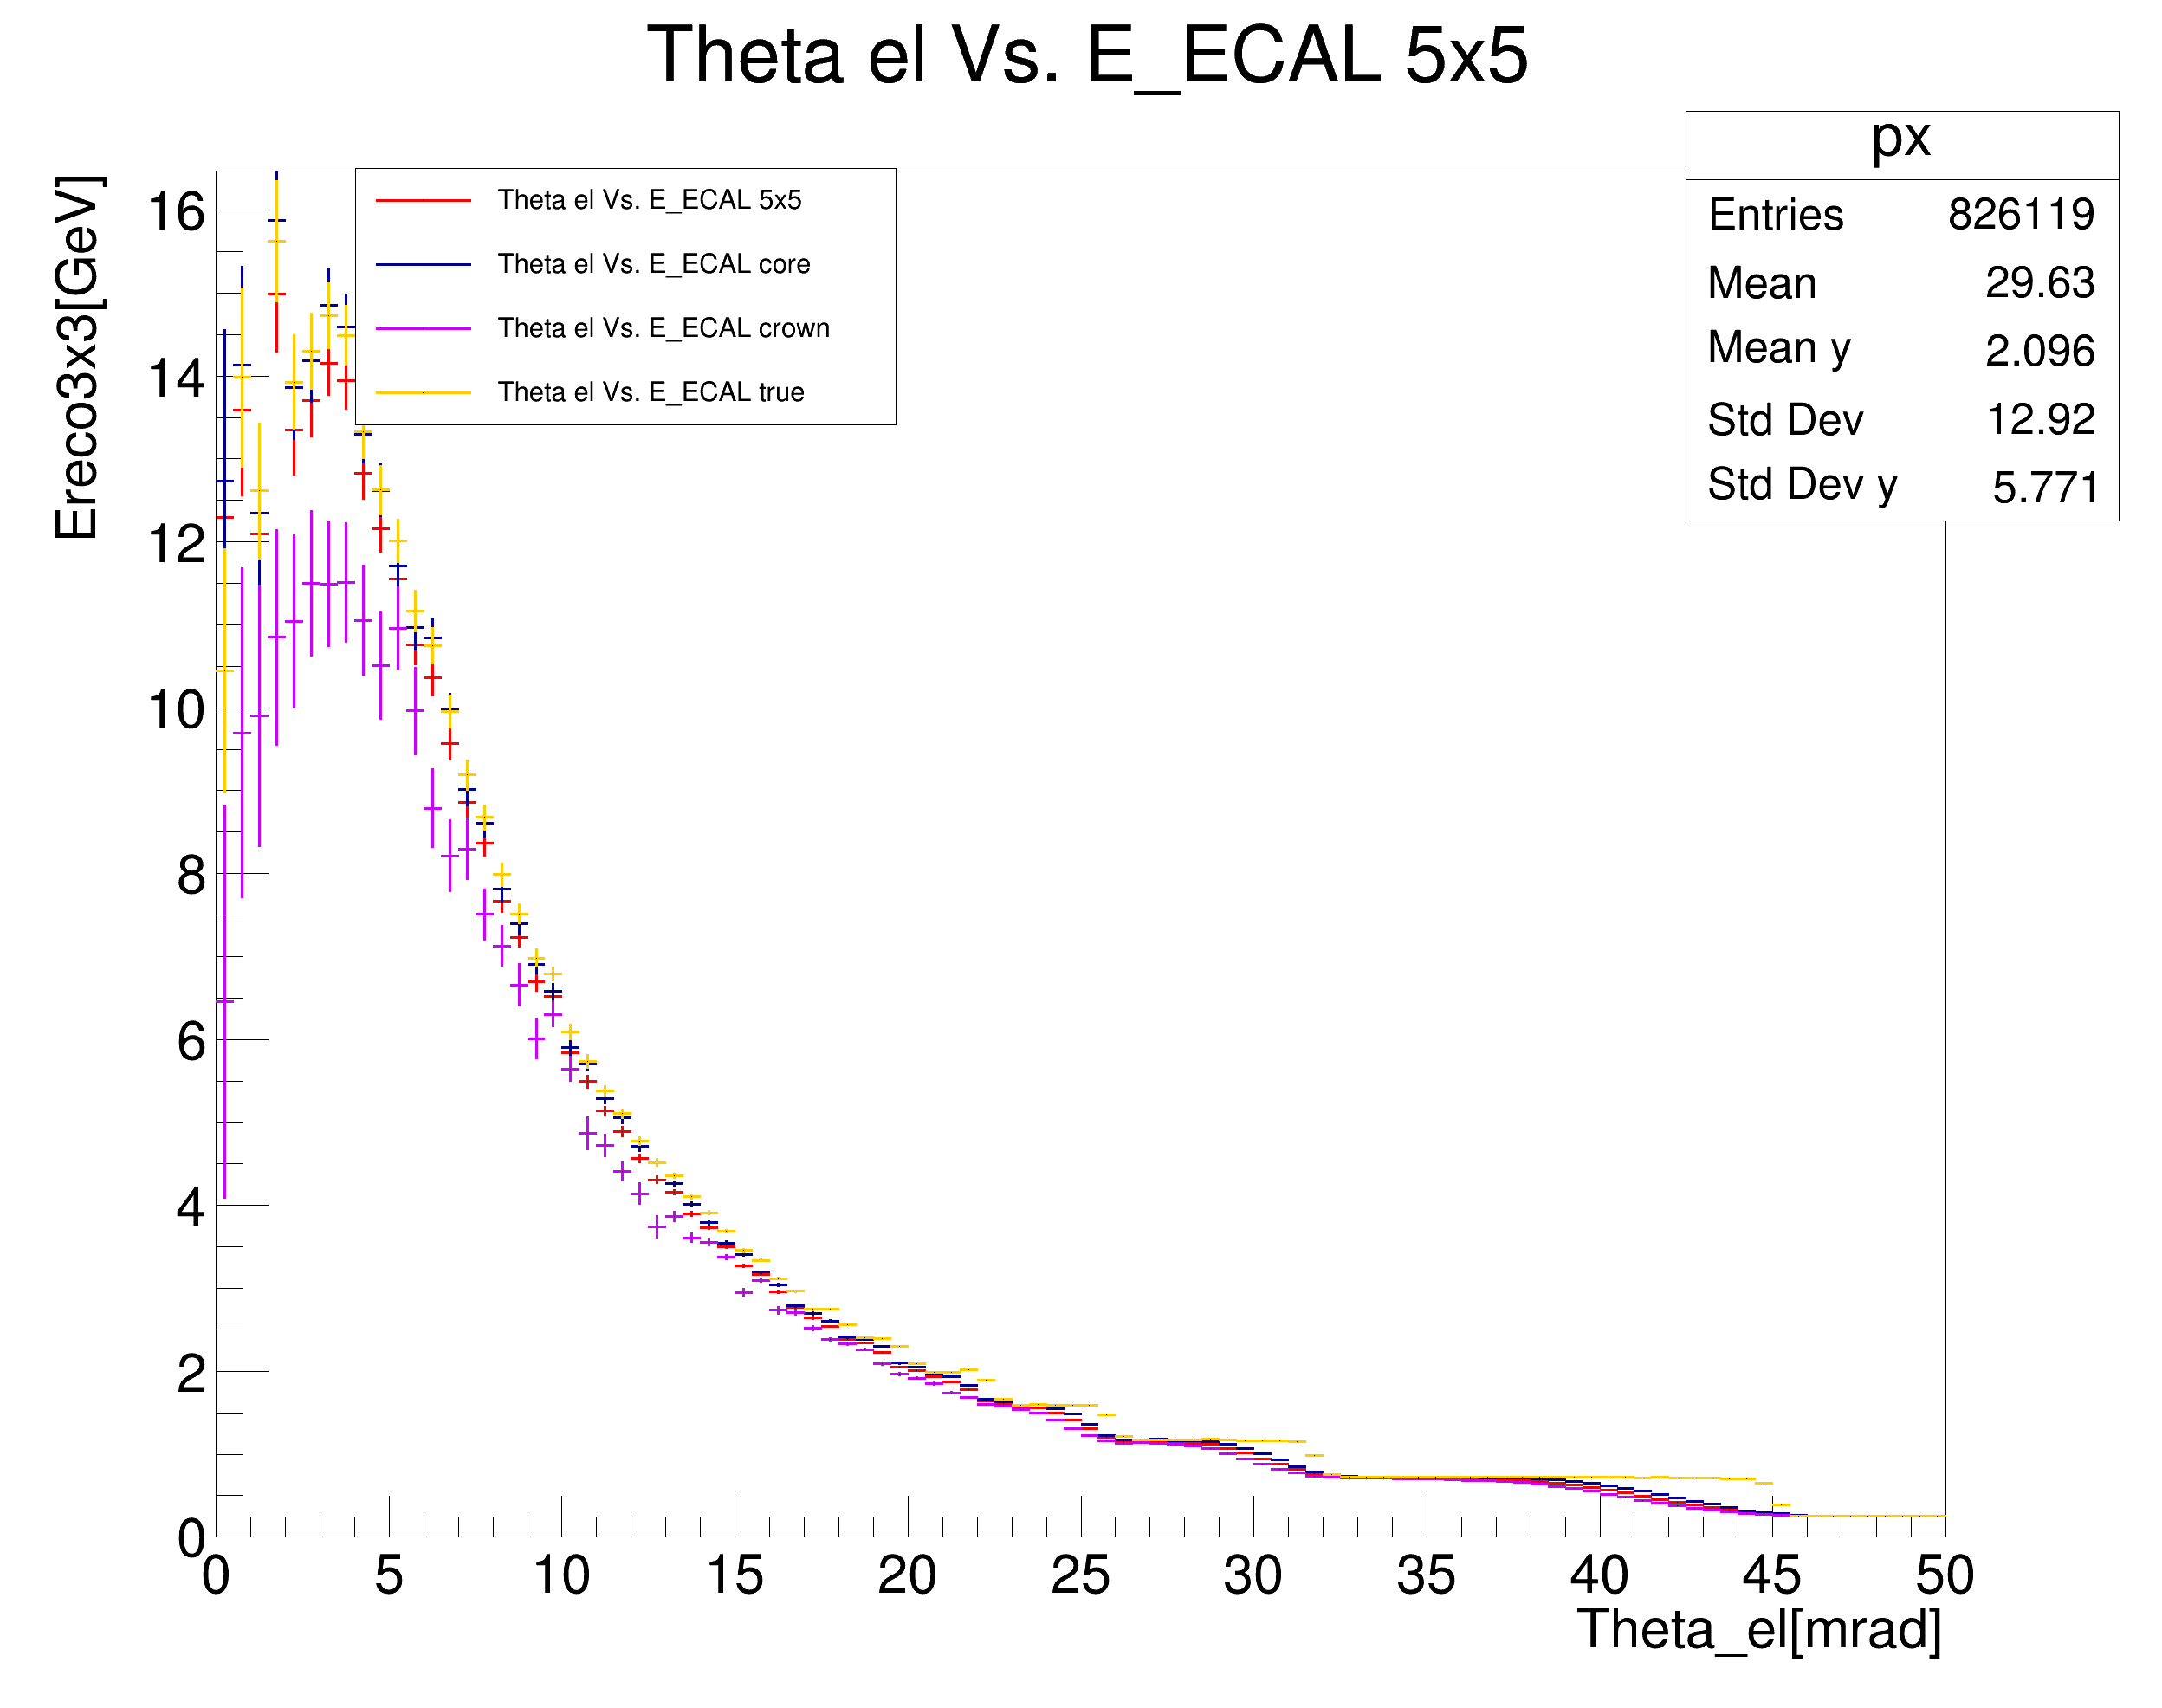 Theta el Vs. E_ECAL 5x5
px
Entries 826119
Mean 29.63
Mean y 2.096
Std Dev 12.92
Std Dev y 5.771
Theta el Vs. E_ECAL 5x5
Theta el Vs. E_ECAL core
Theta el Vs. E_ECAL crown
Theta el Vs. E_ECAL true
Ereco3x3[GeV]
16
14
12
10
8
6
4
2
0
0 5 10 15 20 25 30 35 40 45 50
Theta_el[mrad]